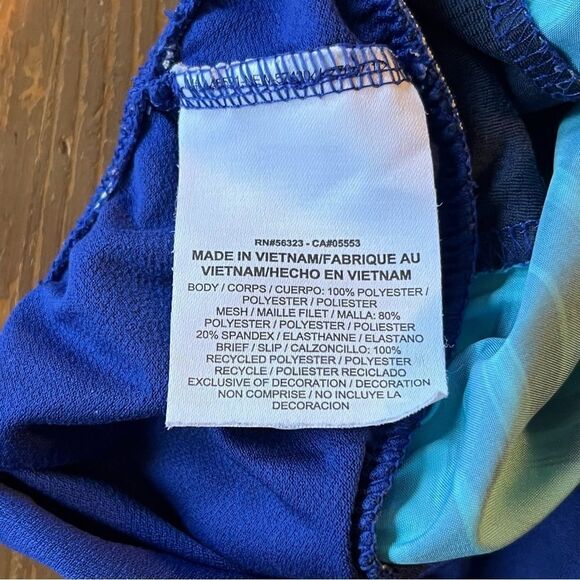 RN#56323 - CA#05553
MADE IN VIETNAM/FABRIQUE AU
VIETNAM/HECHO EN VIETNAM
BODY / CORPS / CUERPO: 100% POLYESTER /
POLYESTER / POLIESTER
MESH / MAILLE FILET / MALLA: 80%
POLYESTER / POLYESTER / POLIESTER
20% SPANDEX / ELASTHANNE / ELASTANO
BRIEF / SLIP / CALZONCILLO: 100%
RECYCLED POLYESTER / POLYESTER
RECYCLE / POLIESTER RECICLADO
EXCLUSIVE OF DECORATION / DECORATION
NON COMPRISE / NO INCLUYE LA
DECORACION